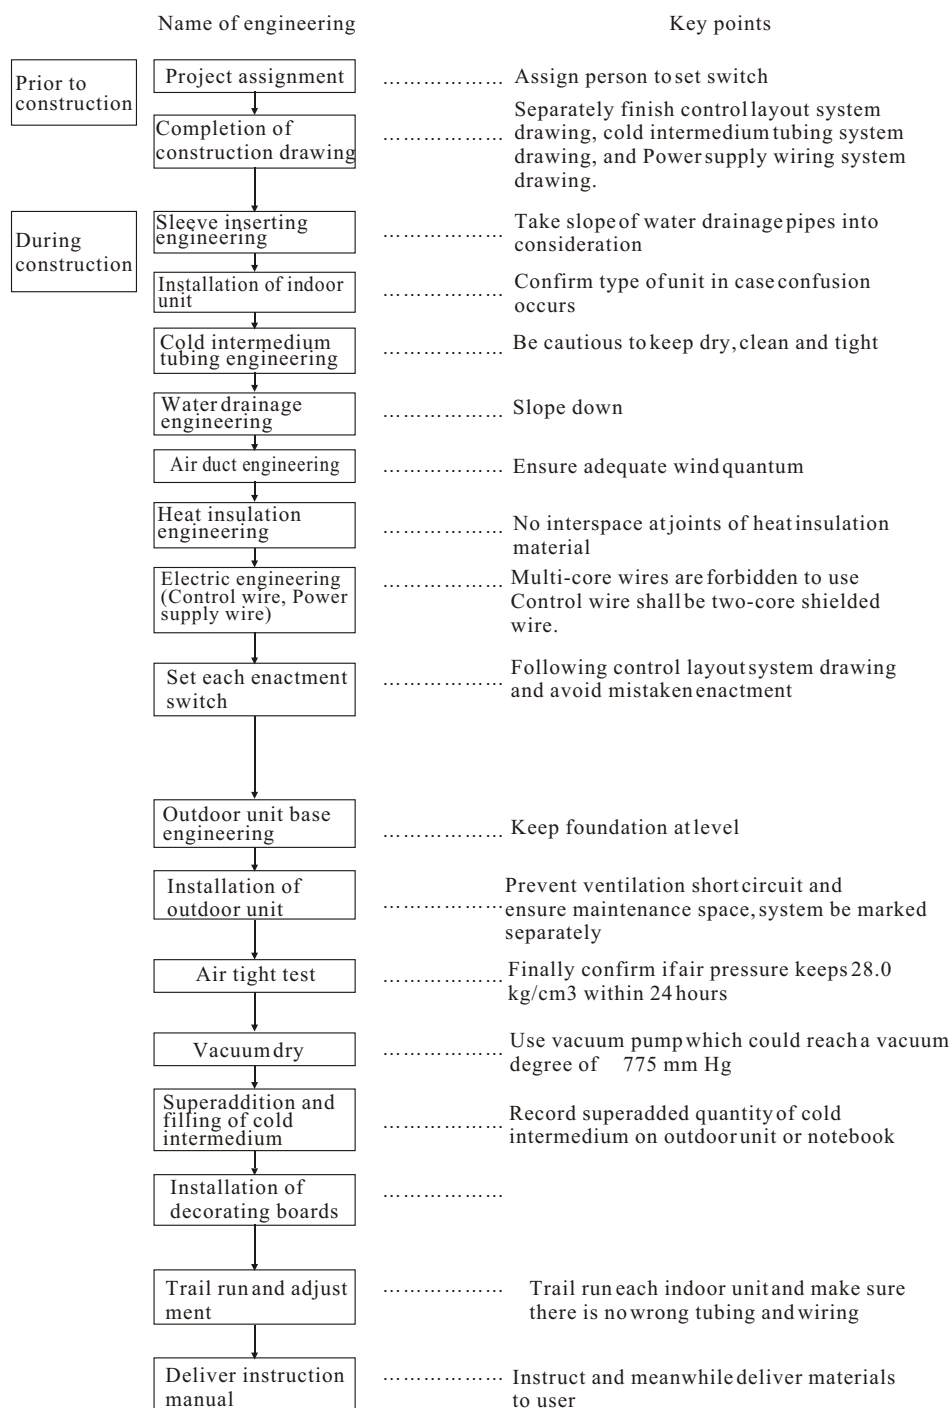 Name of engineering
Key points
Prior to
construction
Project assignment
……………… Assign person to set switch
Completion of
construction drawing
……………… Separately finish control layout system
drawing, cold intermedium tubing system
drawing, and Power supply wiring system
drawing.
During
construction
Sleeve inserting
engineering
……………… Take slope of water drainage pipes into
consideration
Installation of indoor
unit
……………… Confirm type of unit in case confusion
occurs
Cold intermedium
tubing engineering
……………… Be cautious to keep dry, clean and tight
Water drainage
engineering
……………… Slope down
Air duct engineering
……………… Ensure adequate wind quantum
Heat insulation
engineering
……………… No interspace at joints of heat insulation
material
Electric engineering
(Control wire, Power
supply wire)
……………… Multi-core wires are forbidden to use
Control wire shall be two-core shielded
wire.
Set each enactment
switch
……………… Following control layout system drawing
and avoid mistaken enactment
Outdoor unit base
engineering
……………… Keep foundation at level
Installation of
outdoor unit
……………… Prevent ventilation short circuit and
ensure maintenance space, system be marked
separately
Air tight test
……………… Finally confirm if air pressure keeps 28.0
kg/cm3 within 24 hours
Vacuum dry
……………… Use vacuum pump which could reach a vacuum
degree of 775 mm Hg
Superaddition and
filling of cold
intermedium
……………… Record superadded quantity of cold
intermedium on outdoor unit or notebook
Installation of
decorating boards
………………
Trail run and adjust
ment
……………… Trail run each indoor unit and make sure
there is no wrong tubing and wiring
Deliver instruction
manual
……………… Instruct and meanwhile deliver materials
to user